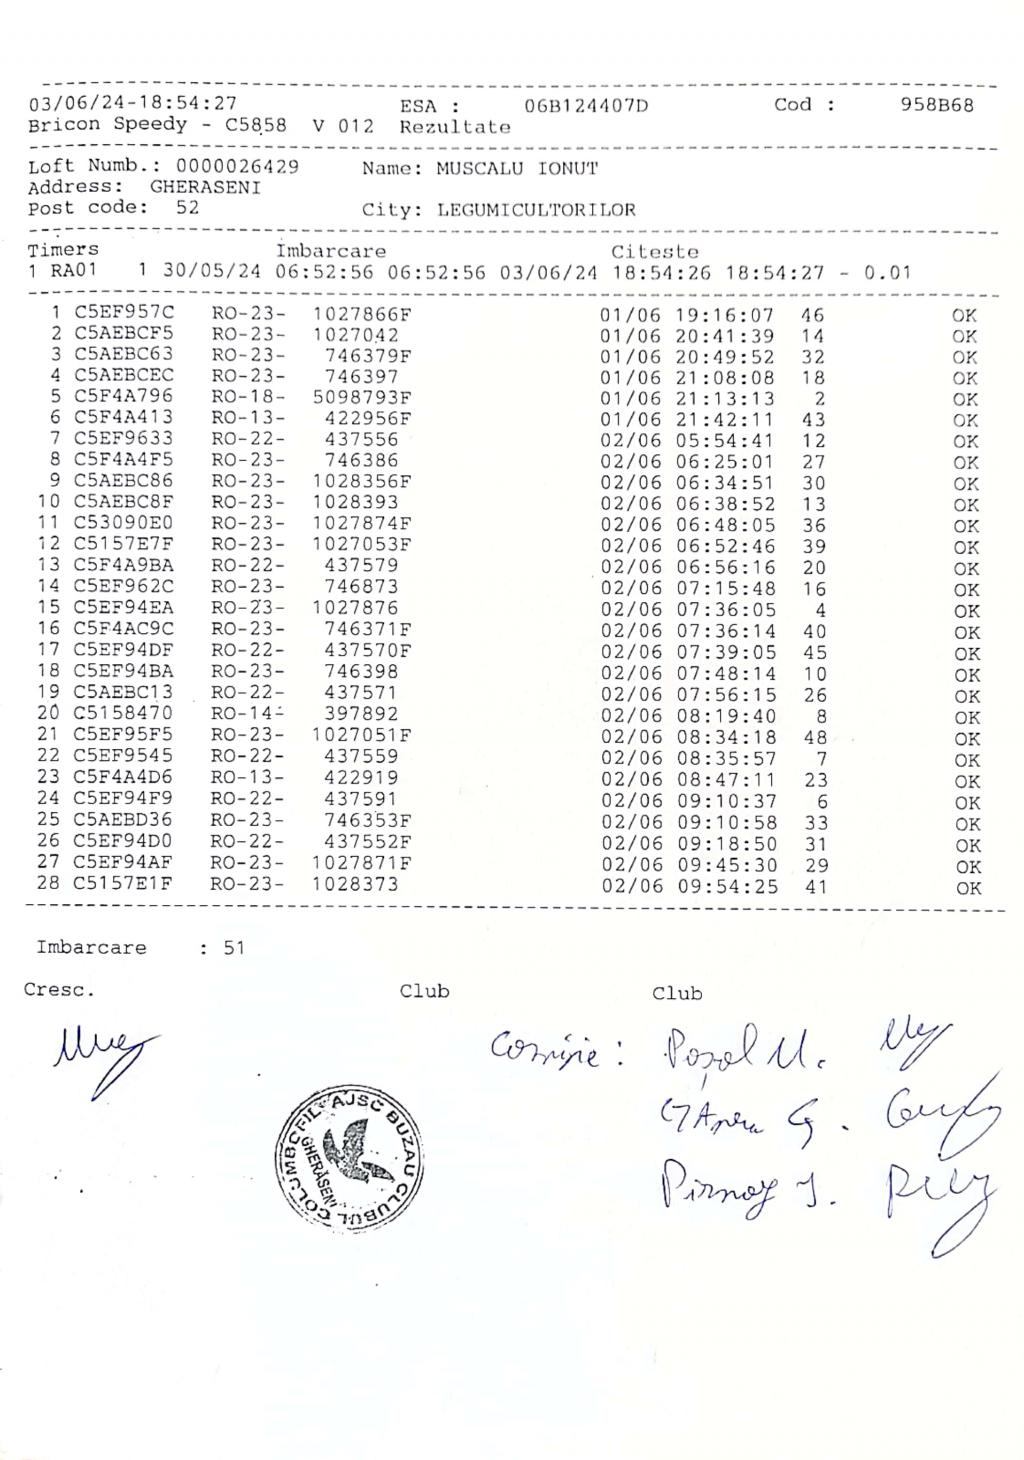 03/06/24-18:54:27 ESA : 06B124407D Cod : 958B68
Bricon Speedy - C5858 V 012 Rezultate
Loft Numb.: 0000026429 Name: MUSCALU IONUT
Address: GHERASENI
Post code: 52 City: LEGUMICULTORILOR
Timers Imbarcare Citeste
1 RA01 1 30/05/24 06:52:56 06:52:56 03/06/24 18:54:26 18:54:27 - 0.01
1 C5EF957C RO-23- 1027866F 01/06 19:16:07 46 OK
2 C5AEBCF5 RO-23- 1027042 01/06 20:41:39 14 OK
3 C5AEBC63 RO-23- 746379F 01/06 20:49:52 32 OK
4 C5AEBCEC RO-23- 746397 01/06 21:08:08 18 OK
5 C5F4A796 RO-18- 5098793F 01/06 21:13:13 2 OK
6 C5F4A413 RO-13- 422956F 01/06 21:42:11 43 OK
7 C5EF9633 RO-22- 437556 02/06 05:54:41 12 OK
8 C5F4A4F5 RO-23- 746386 02/06 06:25:01 27 OK
9 C5AEBC86 RO-23- 1028356F 02/06 06:34:51 30 OK
10 C5AEBC8F RO-23- 1028393 02/06 06:38:52 13 OK
11 C53090E0 RO-23- 1027874F 02/06 06:48:05 36 OK
12 C5157E7F RO-23- 1027053F 02/06 06:52:46 39 OK
13 C5F4A9BA RO-22- 437579 02/06 06:56:16 20 OK
14 C5EF962C RO-23- 746873 02/06 07:15:48 16 OK
15 C5EF94EA RO-23- 1027876 02/06 07:36:05 4 OK
16 C5F4AC9C RO-23- 746371F 02/06 07:36:14 40 OK
17 C5EF94DF RO-22- 437570F 02/06 07:39:05 45 OK
18 C5EF94BA RO-23- 746398 02/06 07:48:14 10 OK
19 C5AEBC13 RO-22- 437571 02/06 07:56:15 26 OK
20 C5158470 RO-14- 397892 02/06 08:19:40 8 OK
21 C5EF95F5 RO-23- 1027051F 02/06 08:34:18 48 OK
22 C5EF9545 RO-22- 437559 02/06 08:35:57 7 OK
23 C5F4A4D6 RO-13- 422919 02/06 08:47:11 23 OK
24 C5EF94F9 RO-22- 437591 02/06 09:10:37 6 OK
25 C5AEBD36 RO-23- 746353F 02/06 09:10:58 33 OK
26 C5EF94D0 RO-22- 437552F 02/06 09:18:50 31 OK
27 C5EF94AF RO-23- 1027871F 02/06 09:45:30 29 OK
28 C5157E1F RO-23- 1028373 02/06 09:54:25 41 OK
Imbarcare : 51
Cresc. Club Club
Comisie :
AJSC BUZAU CLUBUL COLUMBOFIL
GHERĂSENI